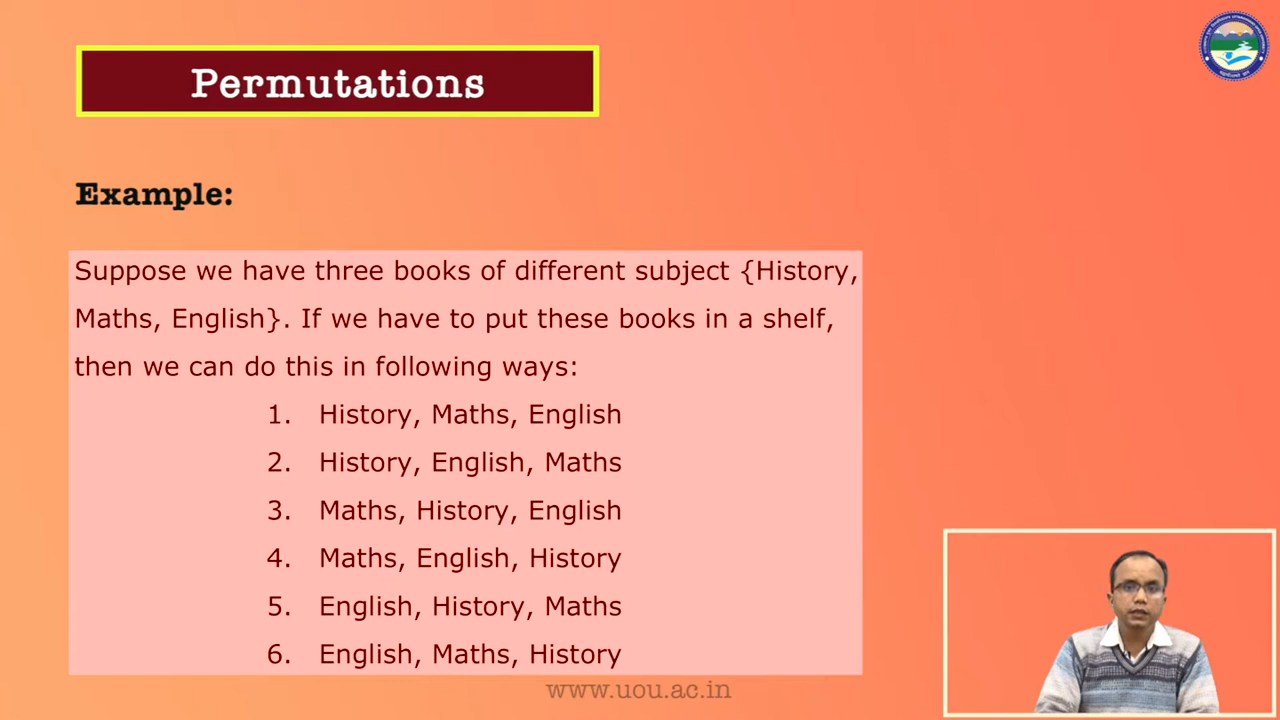 Permutations
Example:
Suppose we have three books of different subject {History,
Maths, English}. If we have to put these books in a shelf,
then we can do this in following ways:
1. History, Maths, English
2. History, English, Maths
3. Maths, History, English
4. Maths, English, History
5. English, History, Maths
6. English, Maths, History
www.uou.ac.in